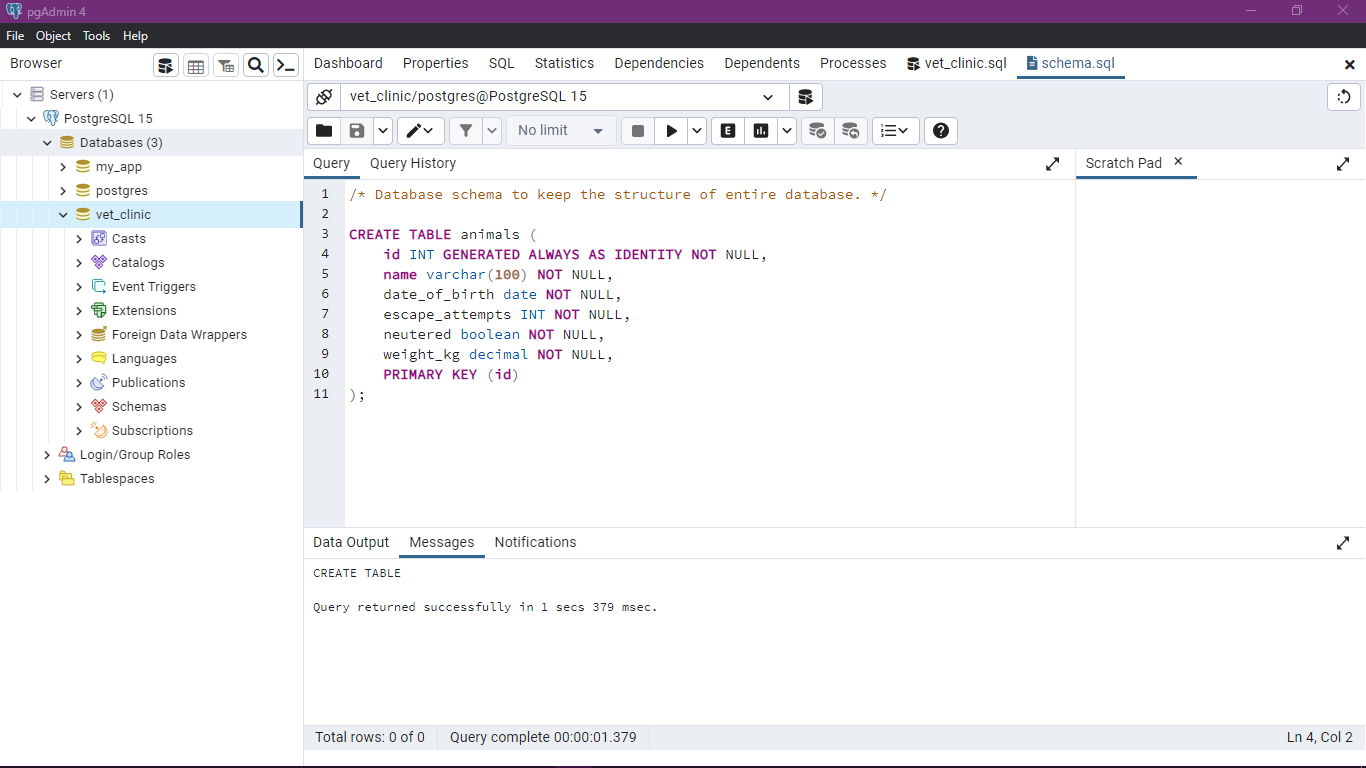 pgAdmin 4
File Object Tools Help
Browser
Dashboard Properties SQL Statistics Dependencies Dependents Processes vet_clinic.sql schema.sql
Servers (1)
PostgreSQL 15
Databases (3)
my_app
postgres
vet_clinic
Casts
Catalogs
Event Triggers
Extensions
Foreign Data Wrappers
Languages
Publications
Schemas
Subscriptions
Login/Group Roles
Tablespaces
vet_clinic/postgres@PostgreSQL 15
No limit
E
Query Query History
Scratch Pad
1 /* Database schema to keep the structure of entire database. */
2
3 CREATE TABLE animals (
4 id INT GENERATED ALWAYS AS IDENTITY NOT NULL,
5 name varchar(100) NOT NULL,
6 date_of_birth date NOT NULL,
7 escape_attempts INT NOT NULL,
8 neutered boolean NOT NULL,
9 weight_kg decimal NOT NULL,
10 PRIMARY KEY (id)
11 );
Data Output Messages Notifications
CREATE TABLE
Query returned successfully in 1 secs 379 msec.
Total rows: 0 of 0 Query complete 00:00:01.379 Ln 4, Col 2